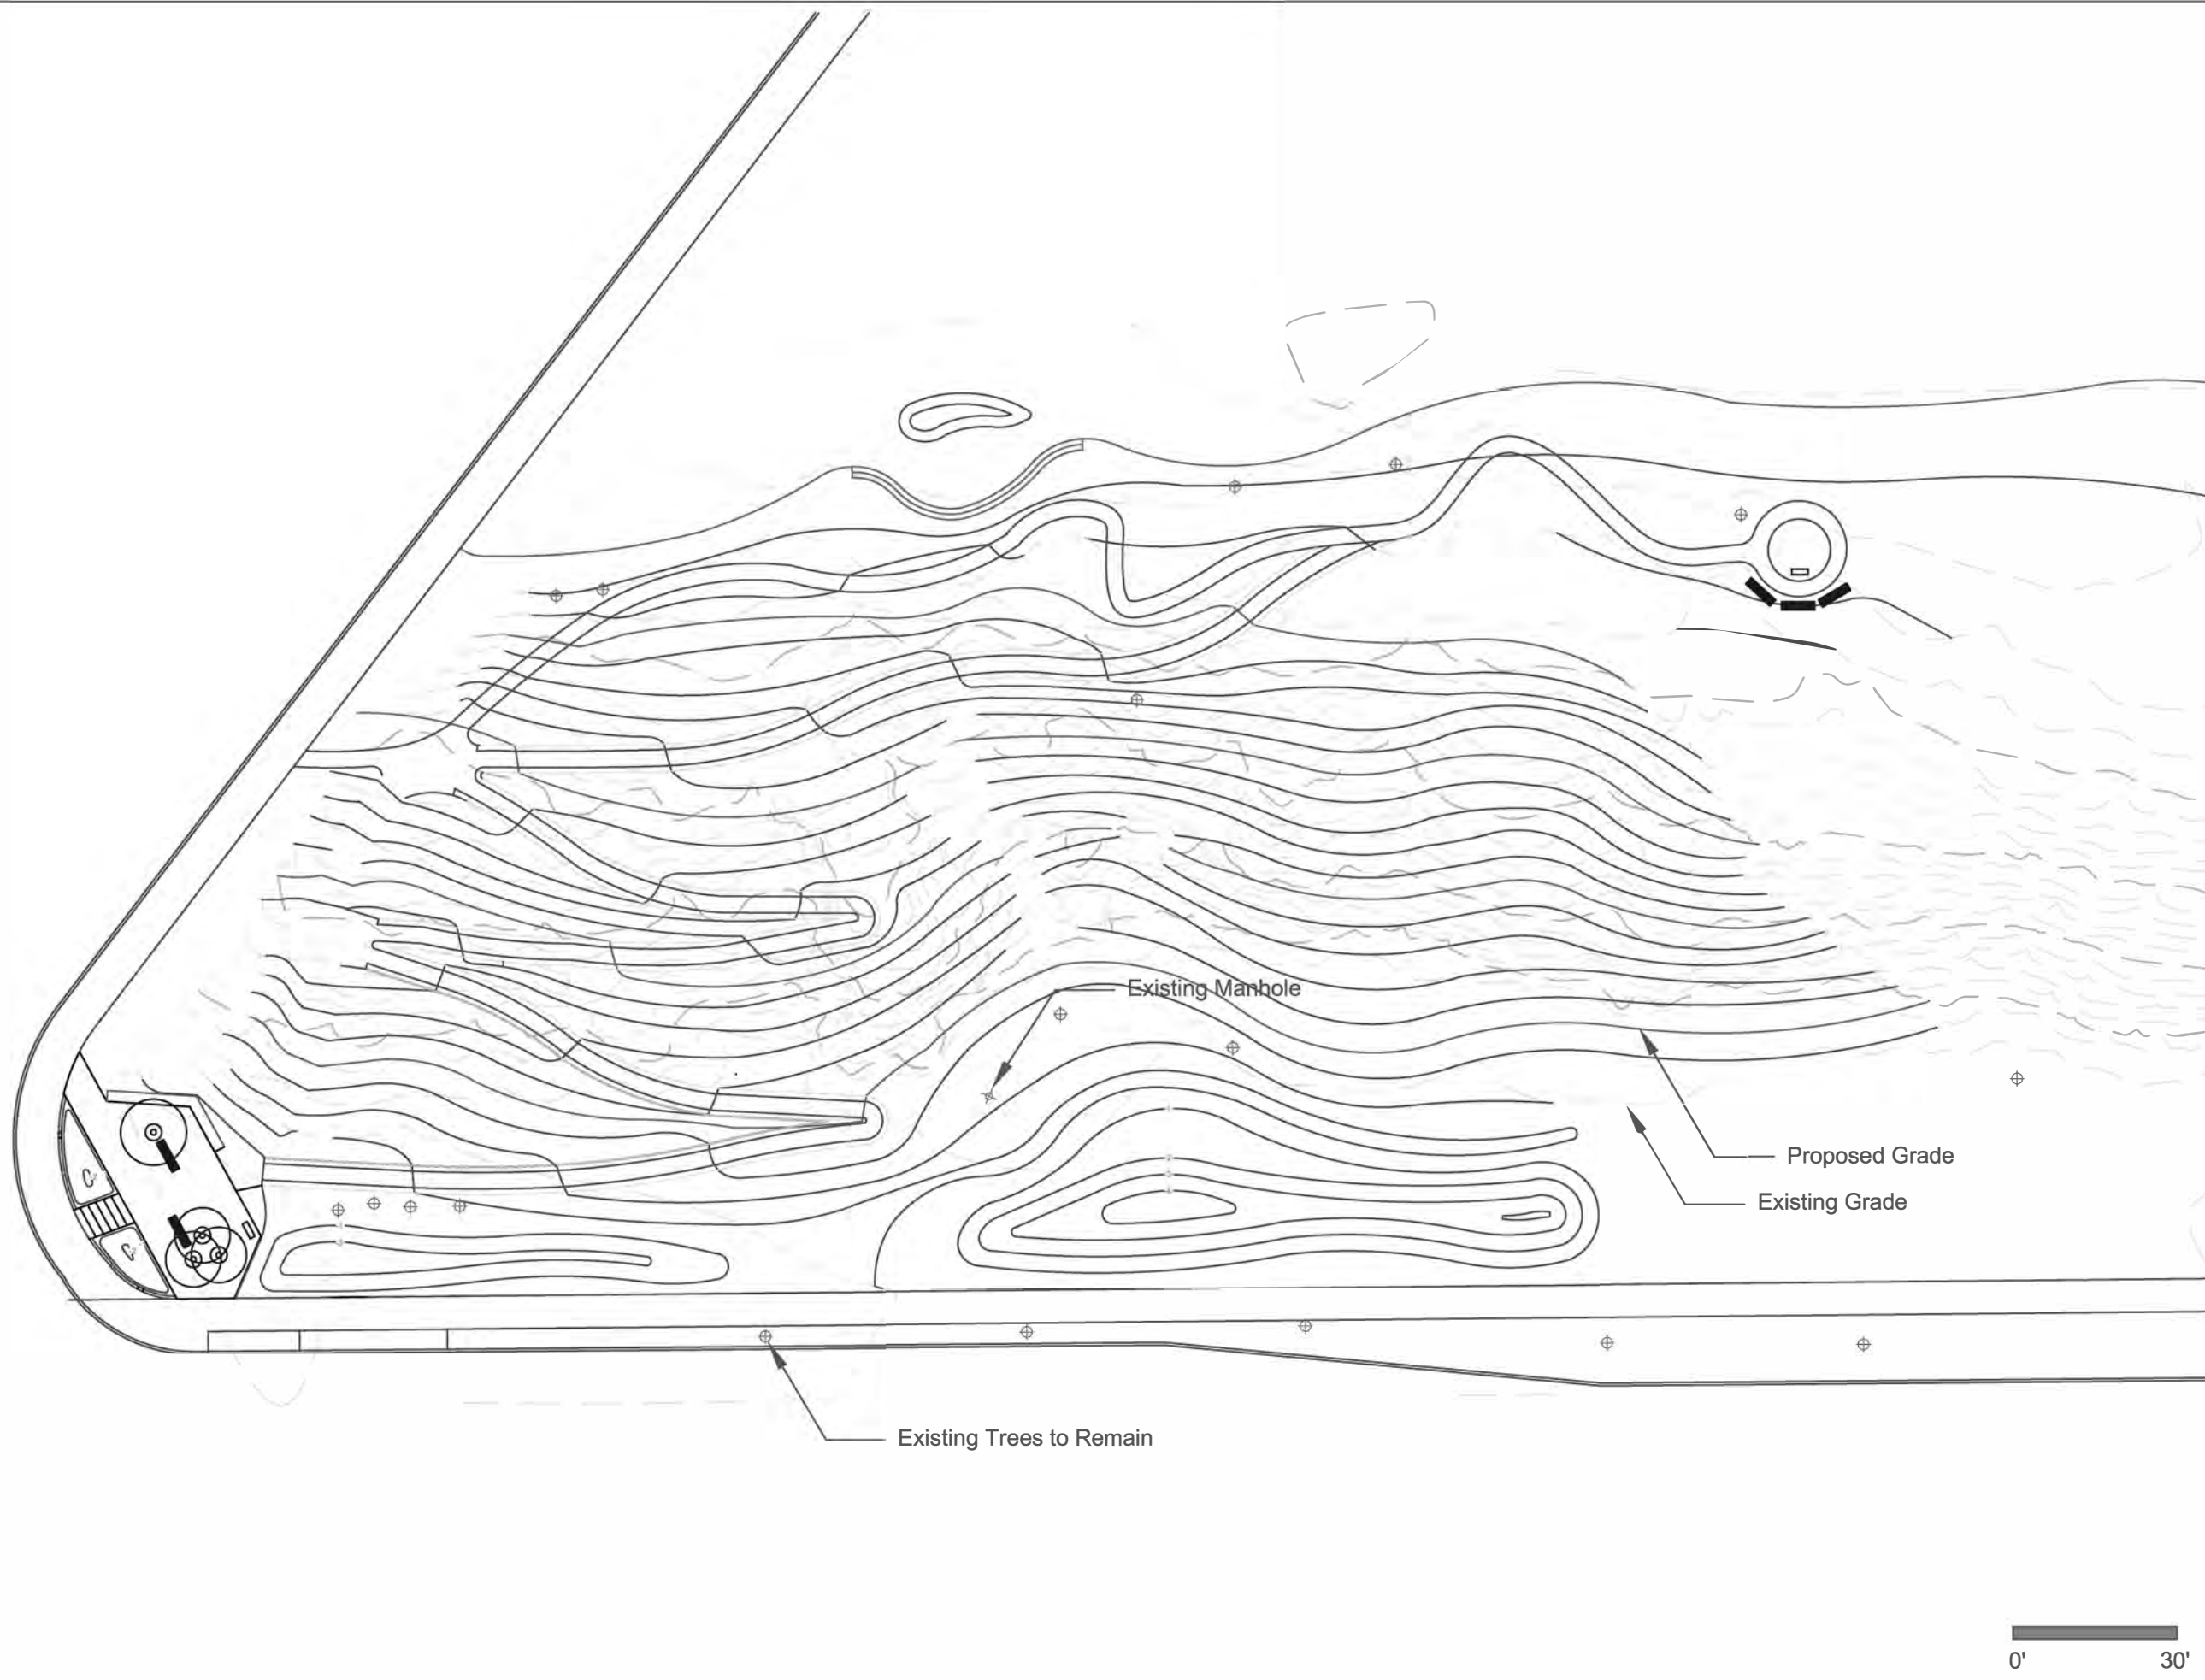 Existing Manhole
Proposed Grade
Existing Grade
Existing Trees to Remain
0' 30'